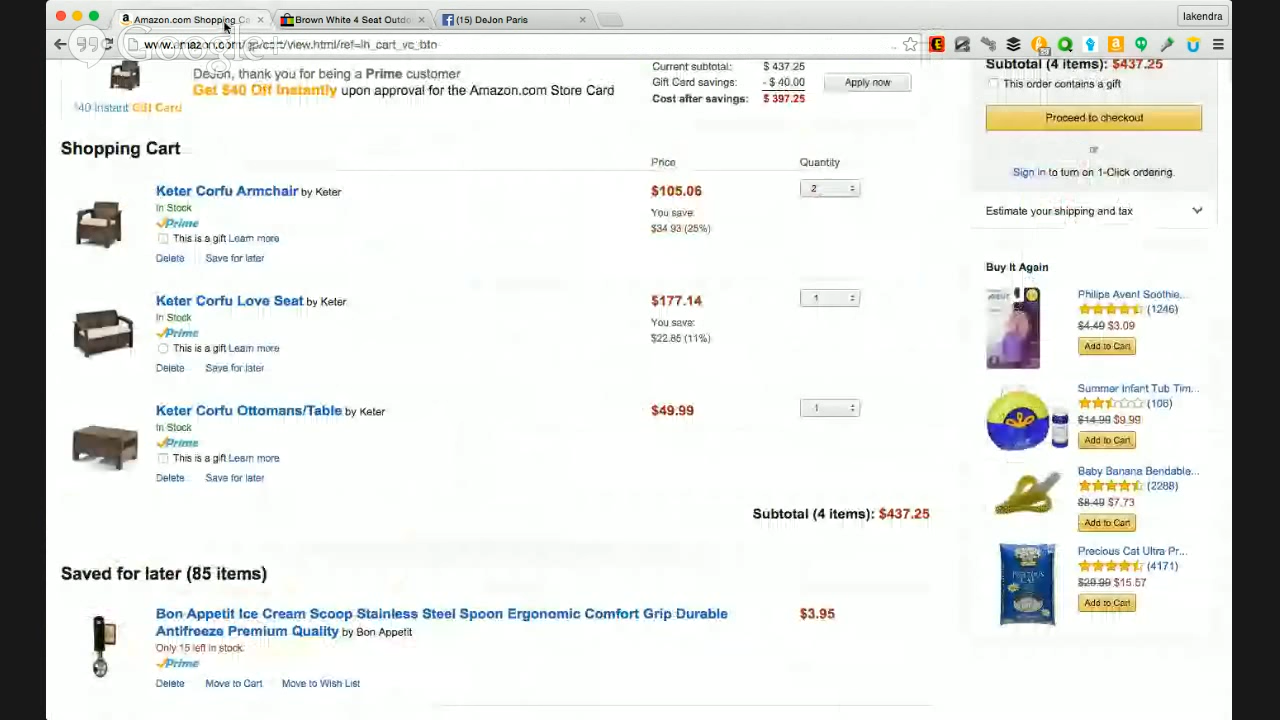 Amazon.com Shopping Ca
Brown White 4 Seat Outdo
(15) DeJon Paris
lakendra
Google+
www.amazon.com/gp/cart/view.html/ref=lh_cart_vc_btn
DeJon, thank you for being a Prime customer
Get $40 Off Instantly upon approval for the Amazon.com Store Card
$40 Instant Gift Card
Current subtotal: $ 437.25
Gift Card savings: - $ 40.00
Cost after savings: $ 397.25
Apply now
Subtotal (4 items): $437.25
This order contains a gift
Proceed to checkout
or
Sign in to turn on 1-Click ordering.
Estimate your shipping and tax
Shopping Cart
Price
Quantity
Keter Corfu Armchair by Keter
In Stock
Prime
This is a gift Learn more
Delete
Save for later
$105.06
You save:
$34.93 (25%)
2
Keter Corfu Love Seat by Keter
In Stock
Prime
This is a gift Learn more
Delete
Save for later
$177.14
You save:
$22.85 (11%)
1
Keter Corfu Ottomans/Table by Keter
In Stock
Prime
This is a gift Learn more
Delete
Save for later
$49.99
1
Subtotal (4 items): $437.25
Saved for later (85 items)
Bon Appetit Ice Cream Scoop Stainless Steel Spoon Ergonomic Comfort Grip Durable
Antifreeze Premium Quality by Bon Appetit
Only 15 left in stock.
Prime
Delete
Move to Cart
Move to Wish List
$3.95
Buy It Again
Philips Avent Soothie...
(1246)
$4.49 $3.09
Add to Cart
Summer Infant Tub Tim...
(106)
$14.99 $9.99
Add to Cart
Baby Banana Bendable...
(2288)
$8.49 $7.73
Add to Cart
Precious Cat Ultra Pr...
(4171)
$29.99 $15.57
Add to Cart